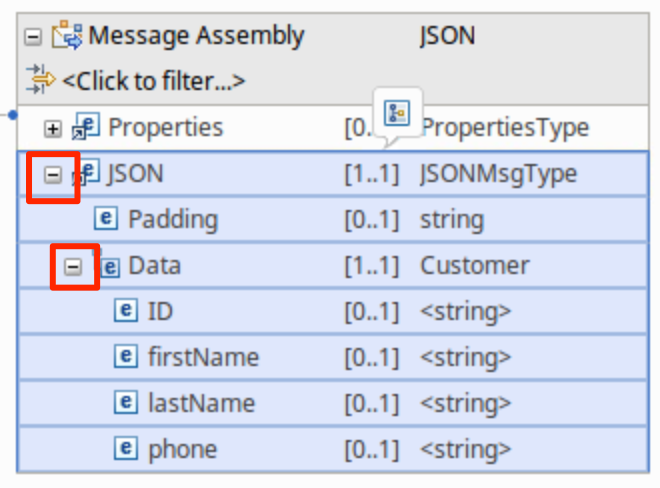 Message Assembly JSON
<Click to filter...>
Properties [0. PropertiesType
JSON [1..1] JSONMsgType
e Padding [0..1] string
e Data [1..1] Customer
e ID [0..1] <string>
e firstName [0..1] <string>
e lastName [0..1] <string>
e phone [0..1] <string>